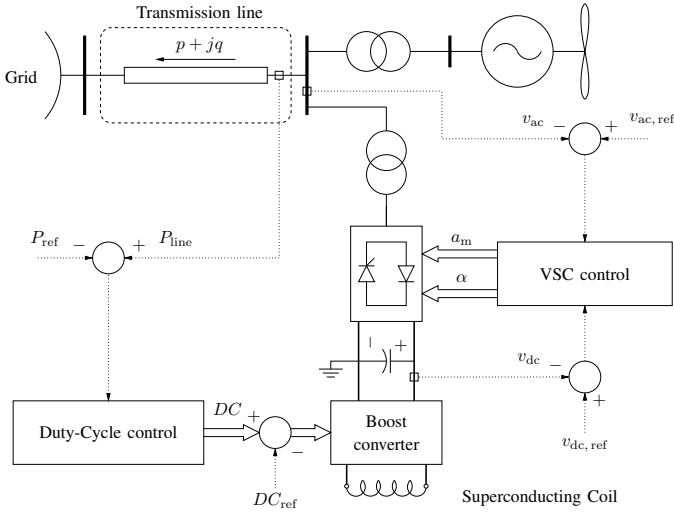 Transmission line
p + jq
Grid
v_ac
−
+
v_ac, ref
P_ref
−
+
P_line
a_m
α
VSC control
+
v_dc
−
+
v_dc, ref
Duty-Cycle control
DC
+
−
DC_ref
Boost
converter
Superconducting Coil